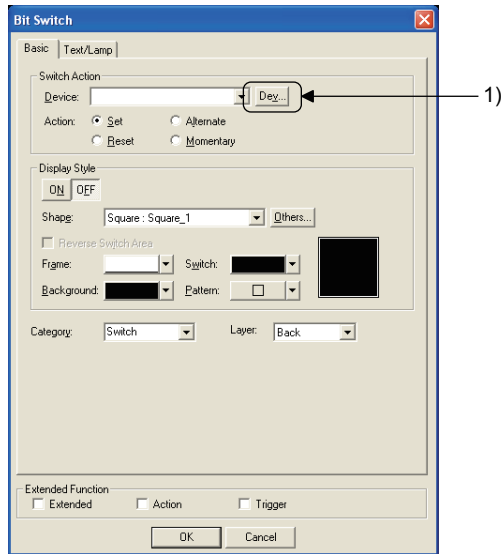 Bit Switch
Basic Text/Lamp
Switch Action
Device: Dev...
1)
Action: Set Alternate
Reset Momentary
Display Style
ON OFF
Shape: Square : Square_1 Others...
Reverse Switch Area
Frame: Switch:
Background: Pattern:
Category: Switch Layer: Back
Extended Function
Extended Action Trigger
OK Cancel